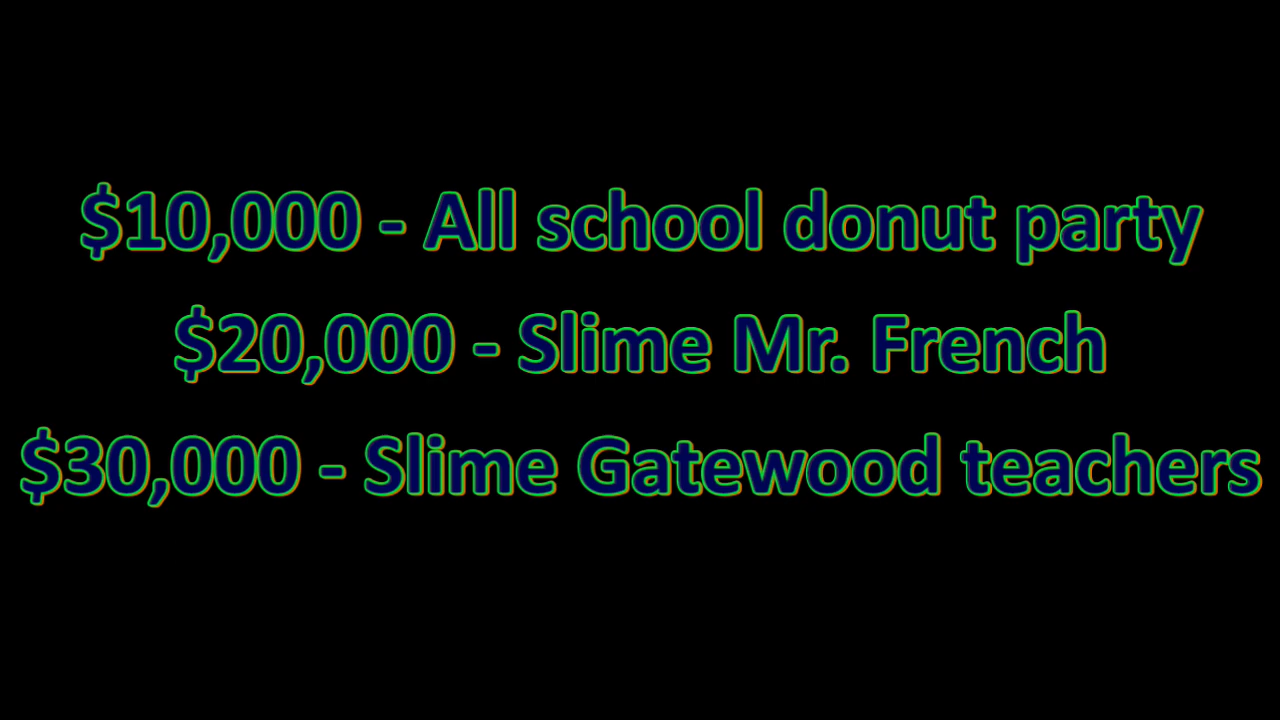 $10,000 - All school donut party
$20,000 - Slime Mr. French
$30,000 - Slime Gatewood teachers